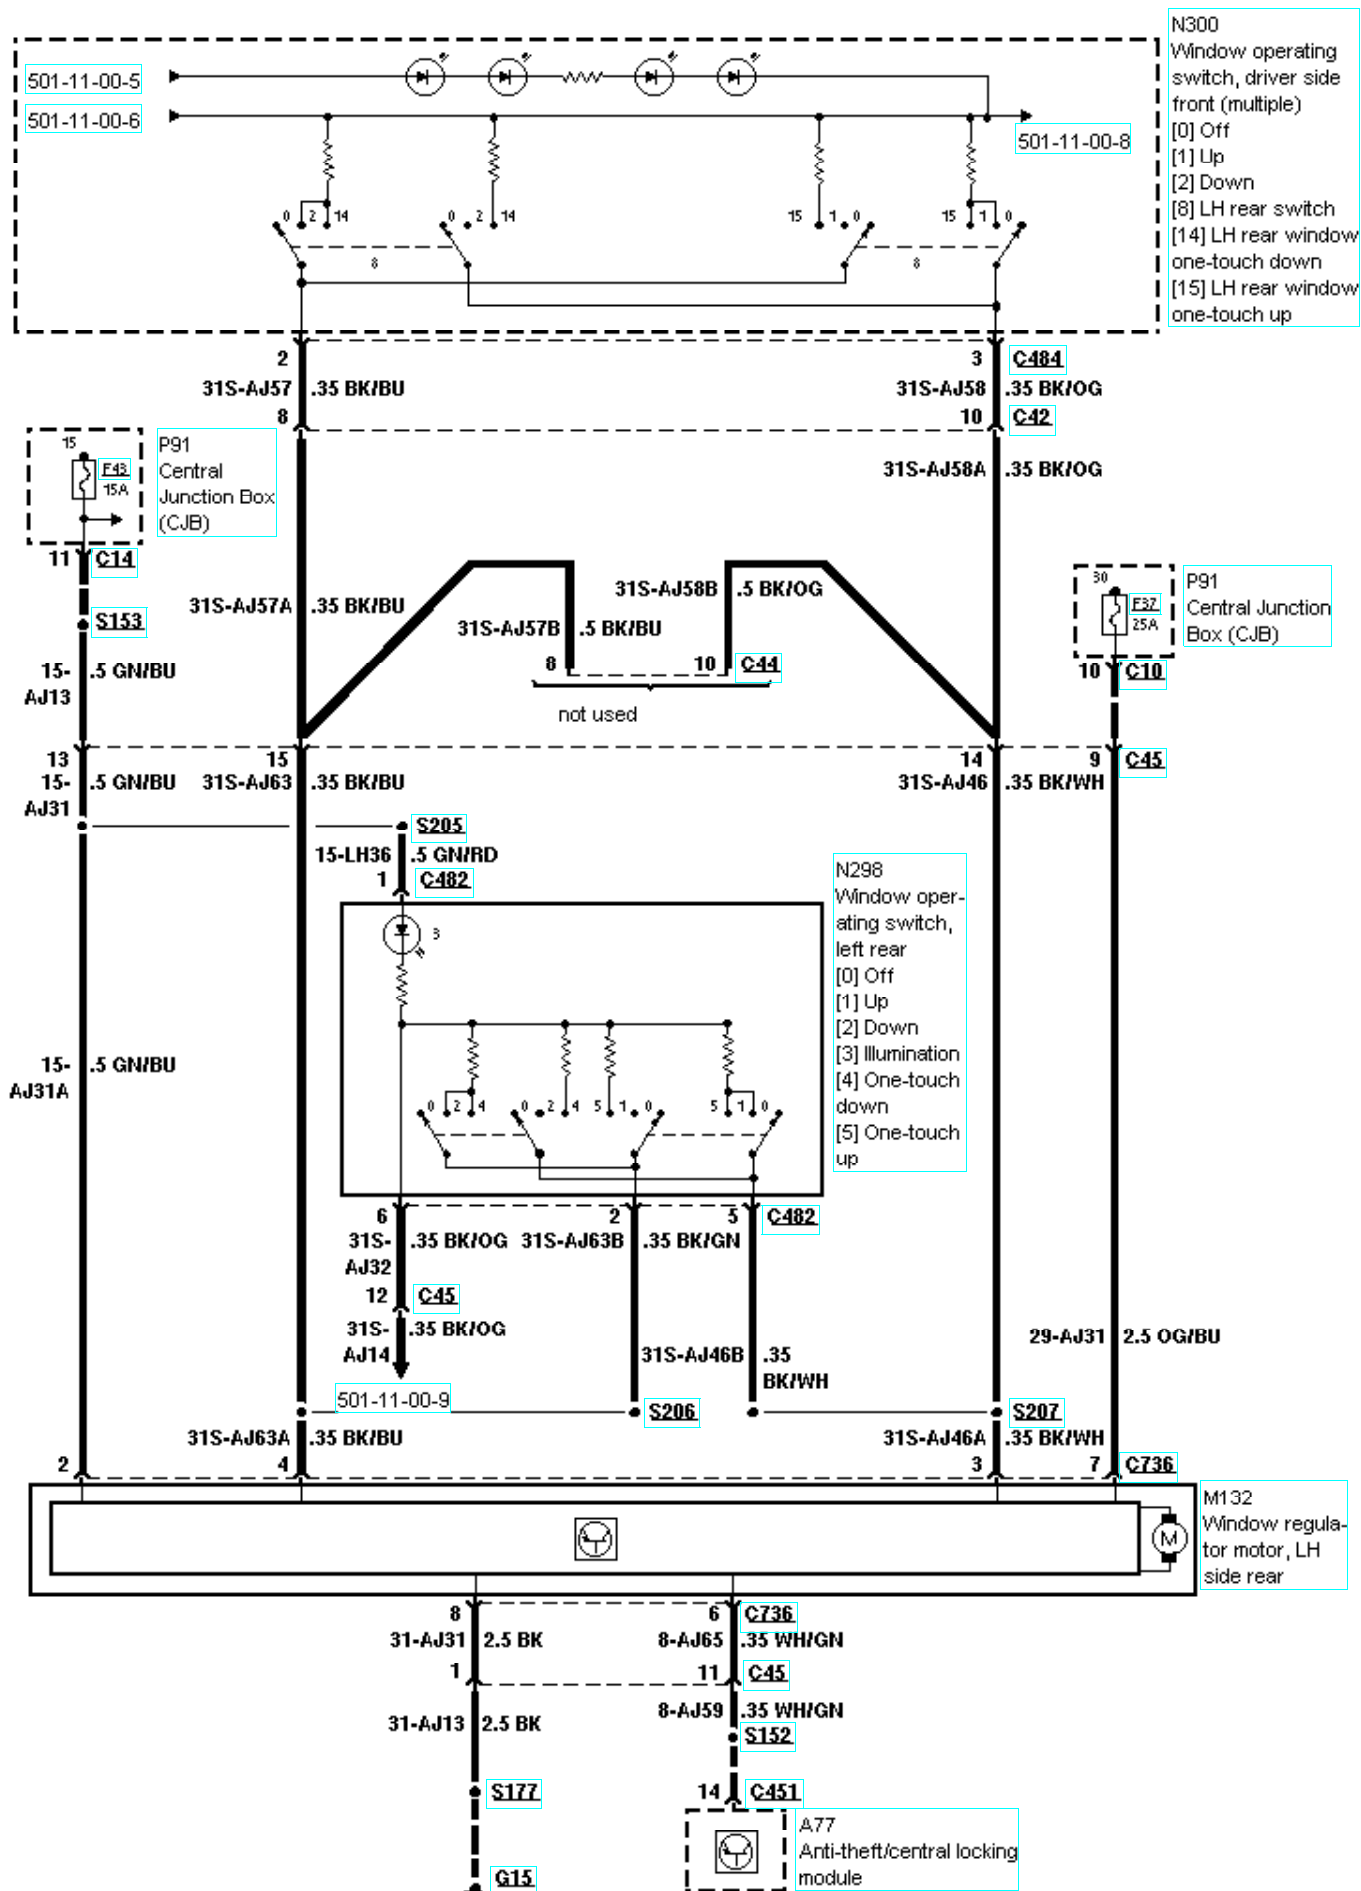 N300
Window operating
switch, driver side
front (multiple)
[0] Off
[1] Up
[2] Down
[8] LH rear switch
[14] LH rear window
one-touch down
[15] LH rear window
one-touch up
501-11-00-5
501-11-00-6
501-11-00-8
0 2 14 0 2 14 15 1 0 15 1 0
8 8
2 3 C484
31S-AJ57 .35 BK/BU 31S-AJ58 .35 BK/OG
8 10 C42
15
F43
15A
P91
Central
Junction Box
(CJB)
31S-AJ58A .35 BK/OG
11 C14
S153
31S-AJ57A .35 BK/BU
31S-AJ58B .5 BK/OG
31S-AJ57B .5 BK/BU
30
F37
25A
P91
Central Junction
Box (CJB)
15-
AJ13
.5 GN/BU
8 10 C44
not used
10 C10
13 15 14 9 C45
15-
AJ31
.5 GN/BU 31S-AJ63 .35 BK/BU 31S-AJ46 .35 BK/WH
S205
15-LH36 .5 GN/RD
1 C482
3
N298
Window oper-
ating switch,
left rear
[0] Off
[1] Up
[2] Down
[3] Illumination
[4] One-touch
down
[5] One-touch
up
15-
AJ31A
.5 GN/BU
0 2 4 0 2 4 5 1 0 5 1 0
6 2 5 C482
31S-
AJ32
.35 BK/OG 31S-AJ63B .35 BK/GN
12 C45
31S-
AJ14
.35 BK/OG
31S-AJ46B .35
BK/WH
29-AJ31 2.5 OG/BU
501-11-00-9
S206 S207
31S-AJ63A .35 BK/BU 31S-AJ46A .35 BK/WH
2 4 3 7 C736
M
M132
Window regula-
tor motor, LH
side rear
8 6 C736
31-AJ31 2.5 BK 8-AJ65 .35 WH/GN
1 11 C45
31-AJ13 2.5 BK 8-AJ59 .35 WH/GN
S152
S177
14 C451
A77
Anti-theft/central locking
module
G15